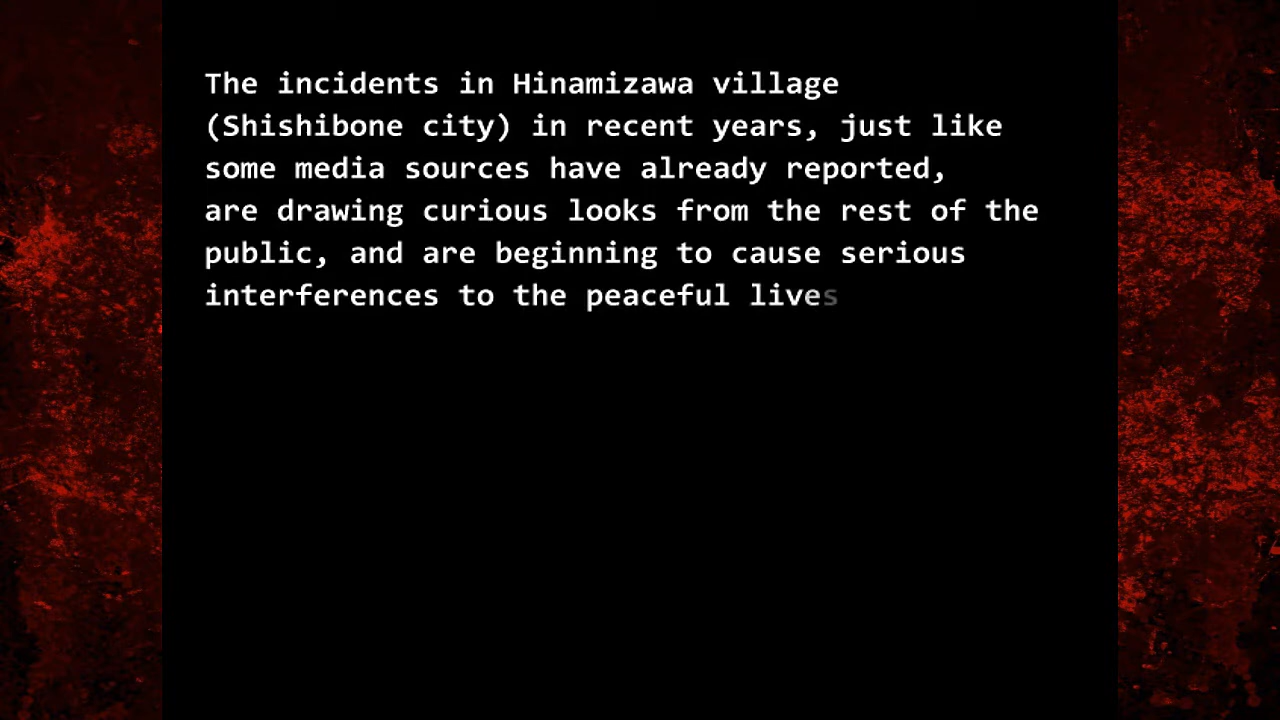 The incidents in Hinamizawa village
(Shishibone city) in recent years, just like
some media sources have already reported,
are drawing curious looks from the rest of the
public, and are beginning to cause serious
interferences to the peaceful lives